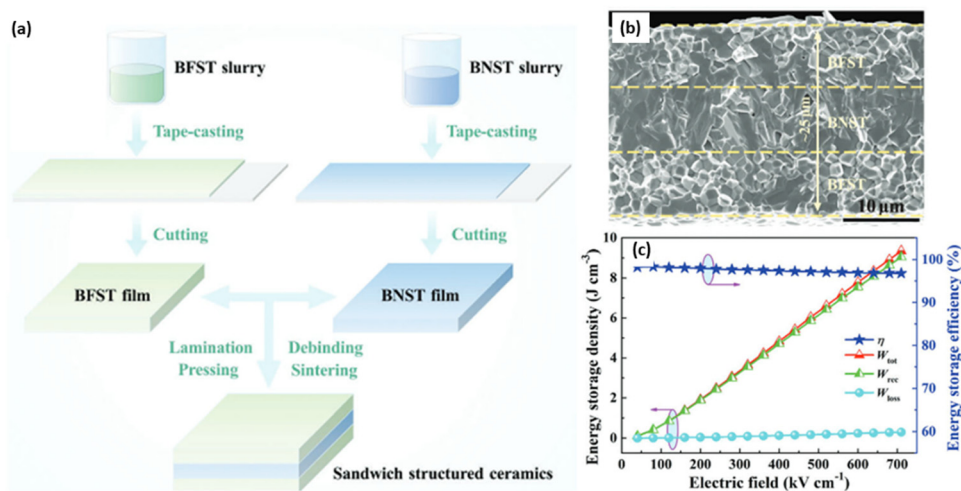 (a)
BFST slurry
BNST slurry
Tape-casting
Tape-casting
Cutting
Cutting
BFST film
BNST film
Lamination
Pressing
Debinding
Sintering
Sandwich structured ceramics
(b)
BFST
BNST
~25 μm
BFST
10 μm
(c)
Energy storage density (J cm⁻³)
10
8
6
4
2
0
Energy storage efficiency (%)
100
90
80
70
60
η
W_tot
W_rec
W_loss
0 100 200 300 400 500 600 700
Electric field (kV cm⁻¹)